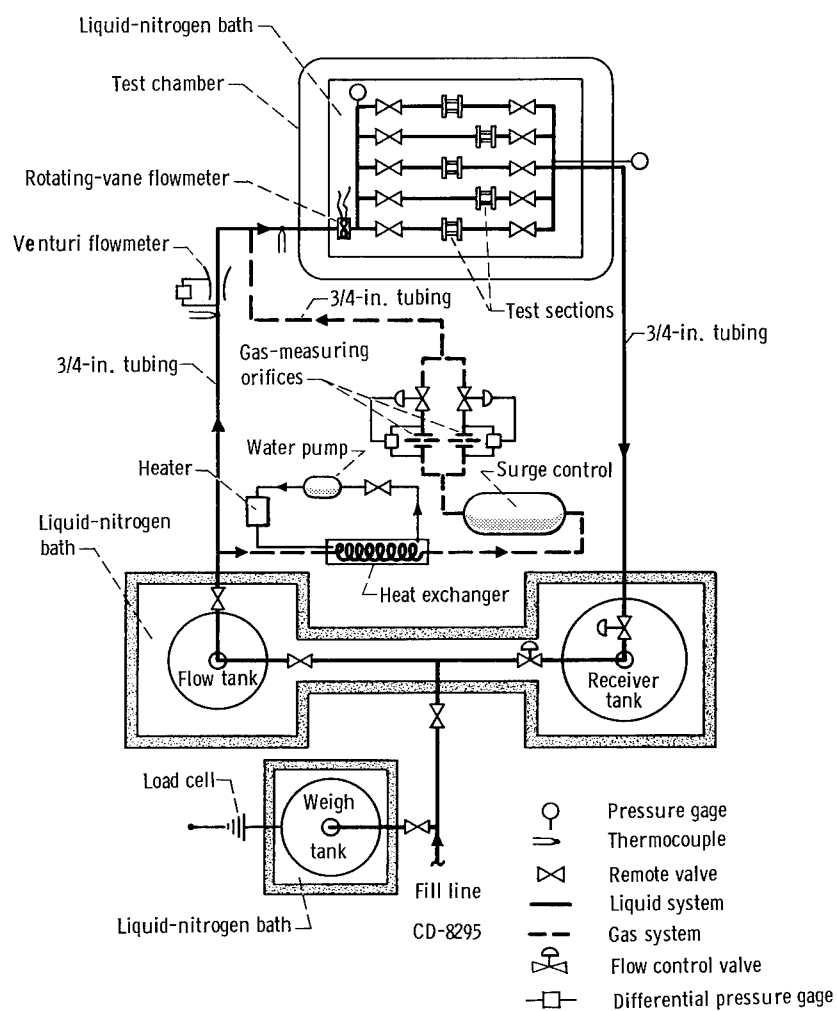 Liquid-nitrogen bath
Test chamber
Rotating-vane flowmeter
Venturi flowmeter
3/4-in. tubing
Test sections
3/4-in. tubing
Gas-measuring
orifices
3/4-in. tubing
Water pump
Heater
Surge control
Liquid-nitrogen
bath
Heat exchanger
Flow tank
Receiver
tank
Load cell
Weigh
tank
Liquid-nitrogen bath
Fill line
CD-8295
Pressure gage
Thermocouple
Remote valve
Liquid system
Gas system
Flow control valve
Differential pressure gage